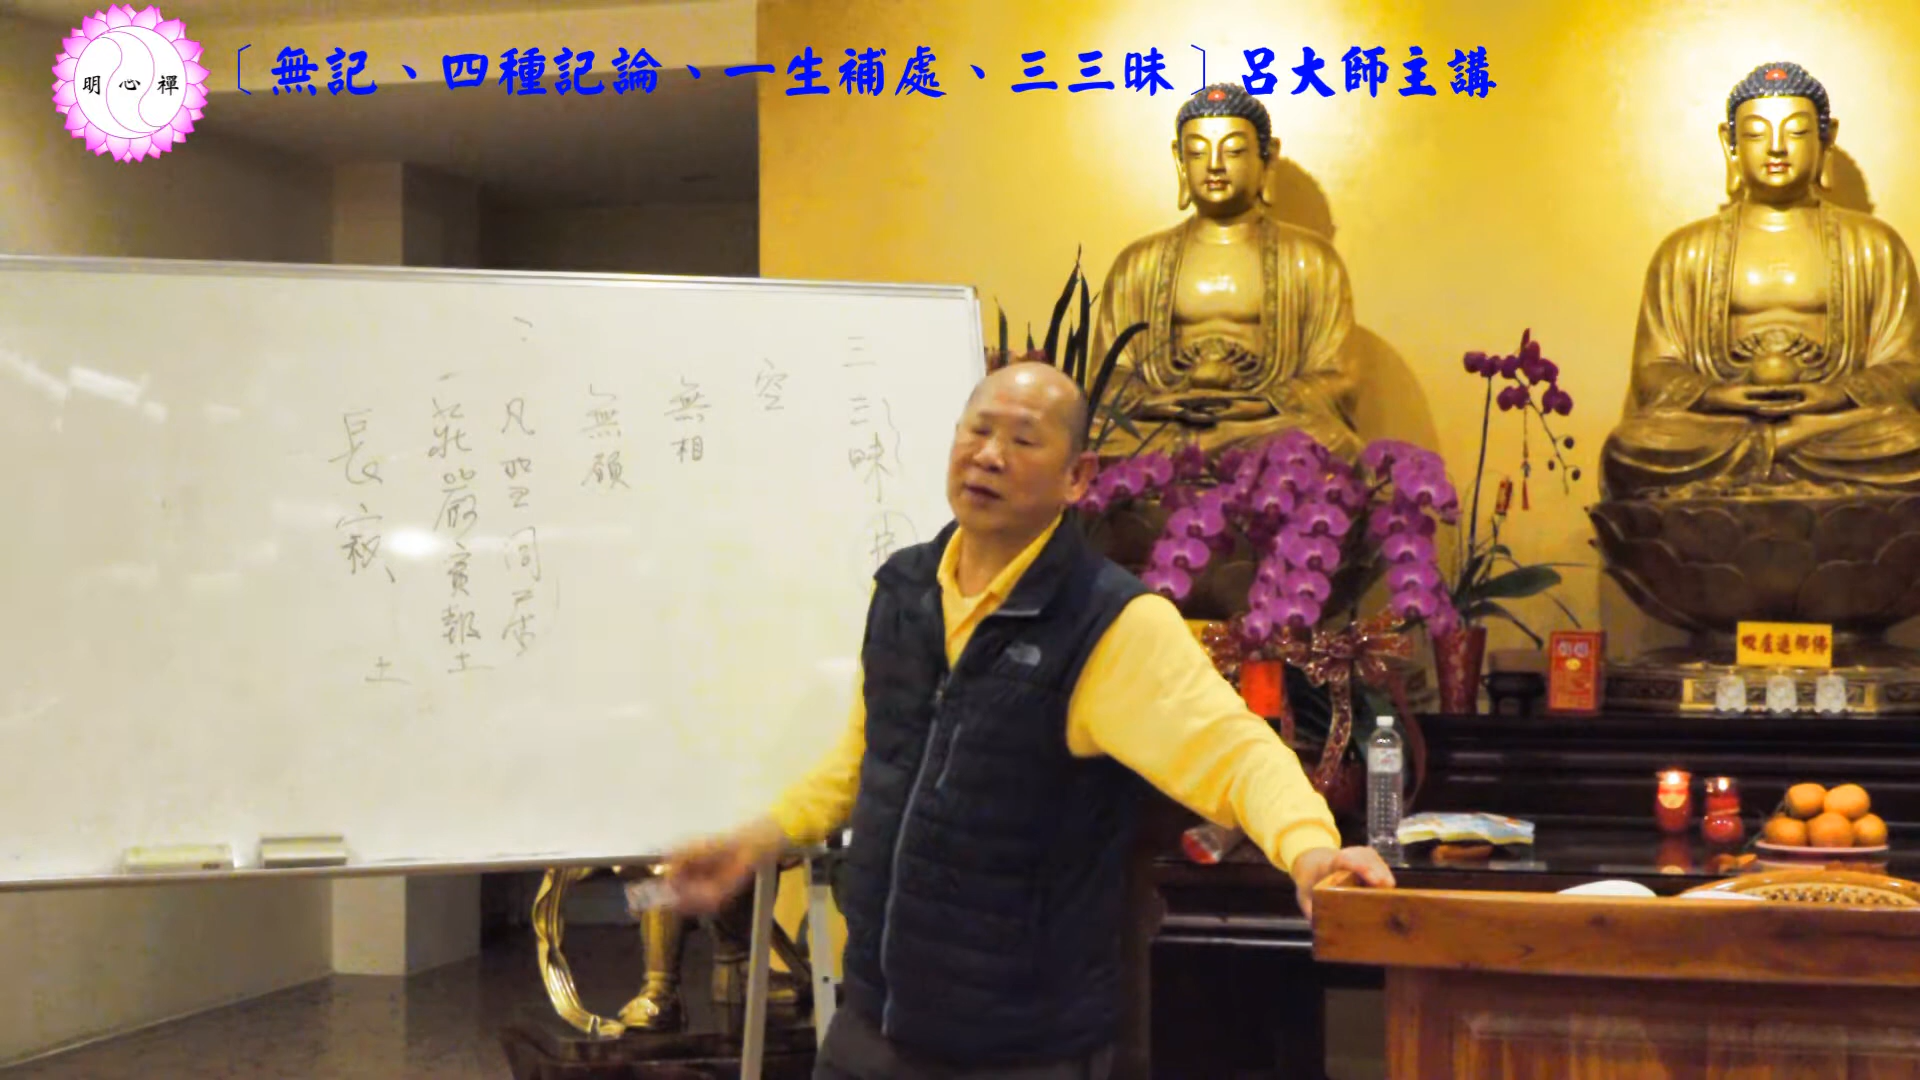 明心禪
〔無記、四種記論、一生補處、三三昧〕呂大師主講
三三昧
空
無相
無願
凡聖同居
莊嚴實報土
長寂 土